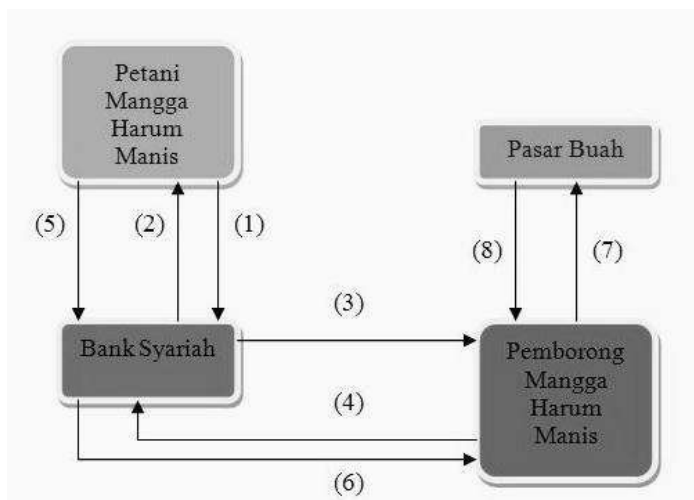 Petani
Mangga
Harum
Manis
Pasar Buah
(5)
(2)
(1)
(8)
(7)
(3)
Bank Syariah
Pemborong
Mangga
Harum
Manis
(4)
(6)